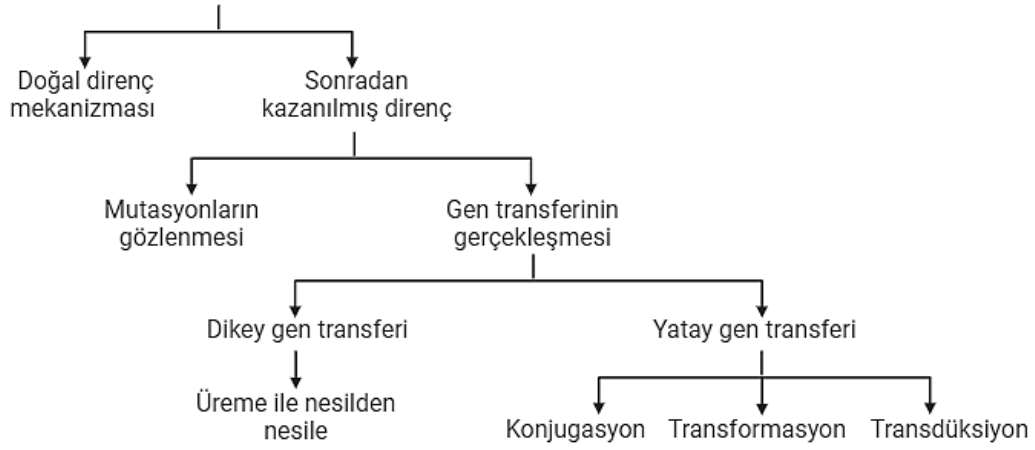 Doğal direnç
mekanizması
Sonradan
kazanılmış direnç
Mutasyonların
gözlenmesi
Gen transferinin
gerçekleşmesi
Dikey gen transferi
Yatay gen transferi
Üreme ile nesilden
nesile
Konjugasyon
Transformasyon
Transdüksiyon